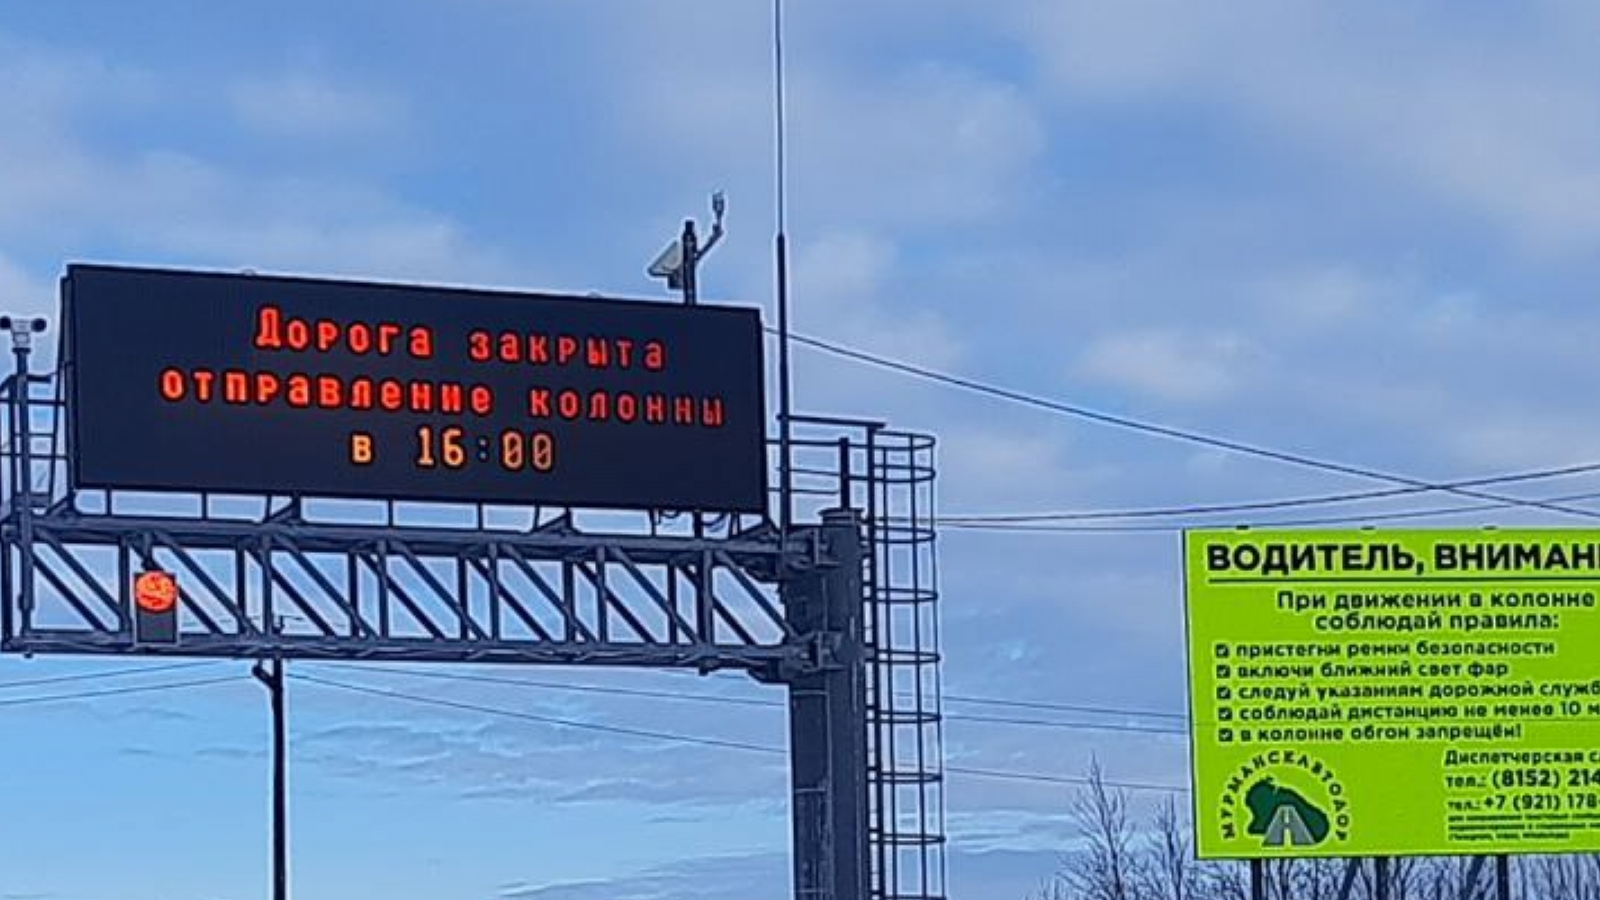 Дорога закрыта
отправление колонны
в 16:00
ВОДИТЕЛЬ, ВНИМАН
При движении в колонне
соблюдай правила:
пристегни ремни безопасности
включи ближний свет фар
следуй указаниям дорожной служб
соблюдай дистанцию не менее 10 м
в колонне обгон запрещён!
МУРМАНСКАВТОДОР
Диспетчерская с
тел.: (8152) 214
тел.: +7 (921) 178-